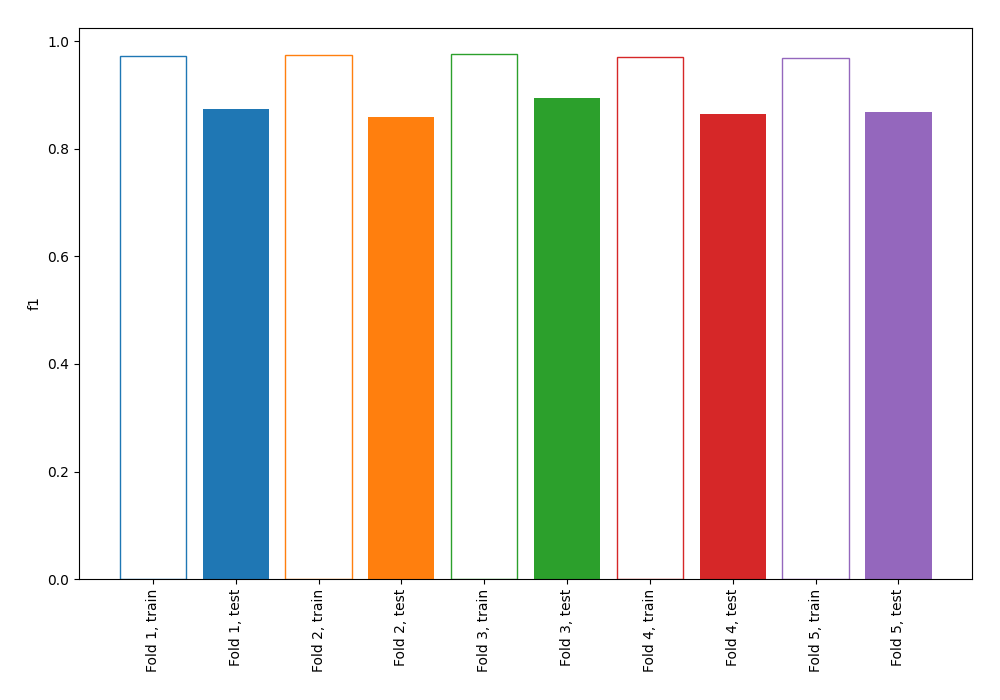 1.0
0.8
0.6
0.4
0.2
0.0
f1
Fold 1, train
Fold 1, test
Fold 2, train
Fold 2, test
Fold 3, train
Fold 3, test
Fold 4, train
Fold 4, test
Fold 5, train
Fold 5, test